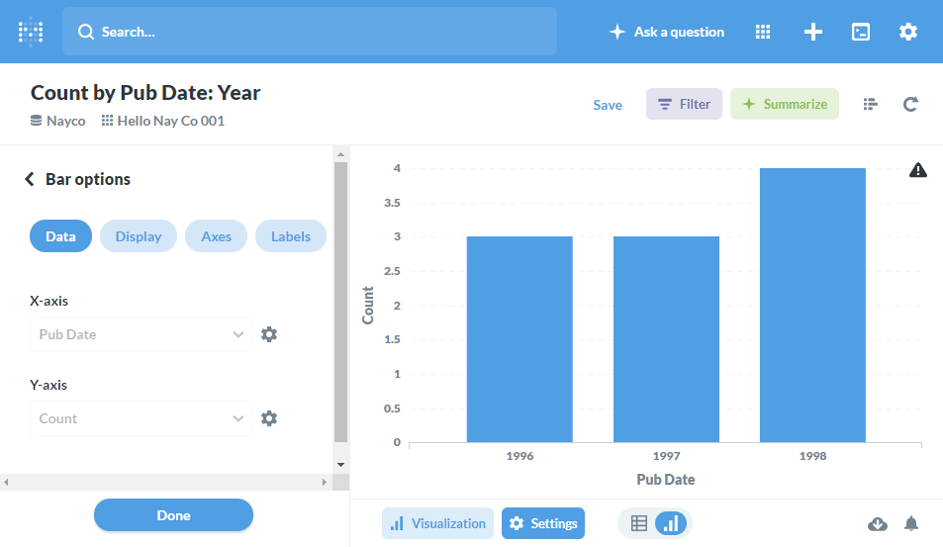 Search...
Ask a question
Count by Pub Date: Year
Nayco
Hello Nay Co 001
Save
Filter
Summarize
Bar options
Data
Display
Axes
Labels
X-axis
Pub Date
Y-axis
Count
Done
4
3.5
3
2.5
2
1.5
1
0.5
0
Count
1996
1997
1998
Pub Date
Visualization
Settings